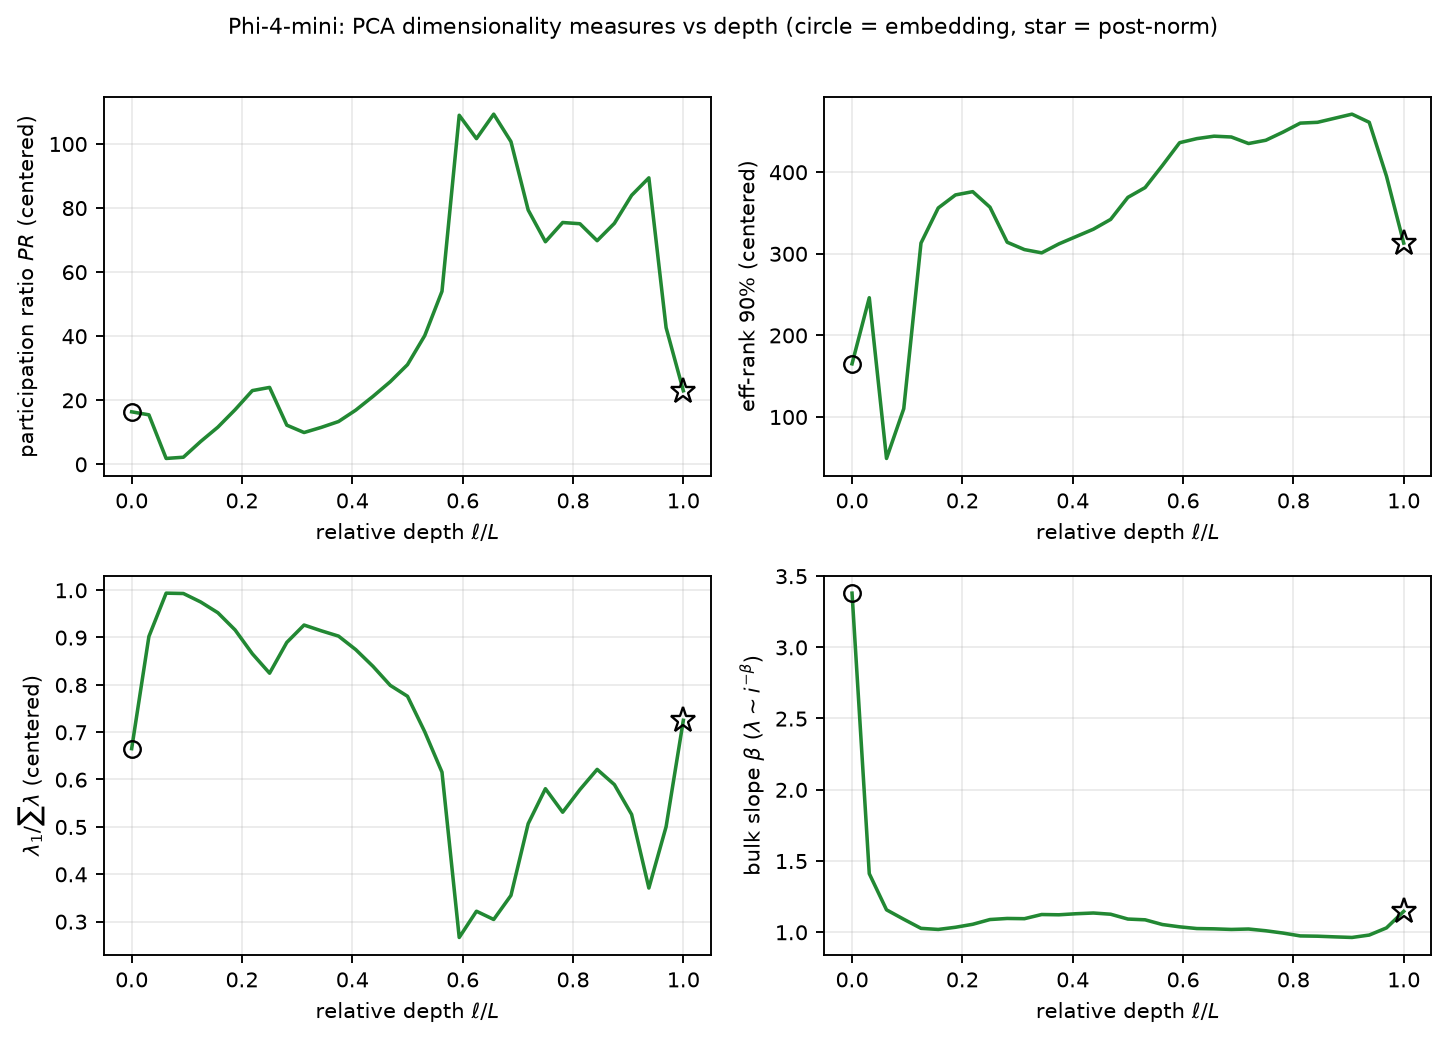 Phi-4-mini: PCA dimensionality measures vs depth (circle = embedding, star = post-norm)
participation ratio PR (centered)
100
80
60
40
20
0
0.0 0.2 0.4 0.6 0.8 1.0
relative depth ℓ/L
eff-rank 90% (centered)
400
300
200
100
0.0 0.2 0.4 0.6 0.8 1.0
relative depth ℓ/L
λ₁/∑λ (centered)
1.0
0.9
0.8
0.7
0.6
0.5
0.4
0.3
0.0 0.2 0.4 0.6 0.8 1.0
relative depth ℓ/L
bulk slope β (λ ~ i⁻ᵝ)
3.5
3.0
2.5
2.0
1.5
1.0
0.0 0.2 0.4 0.6 0.8 1.0
relative depth ℓ/L